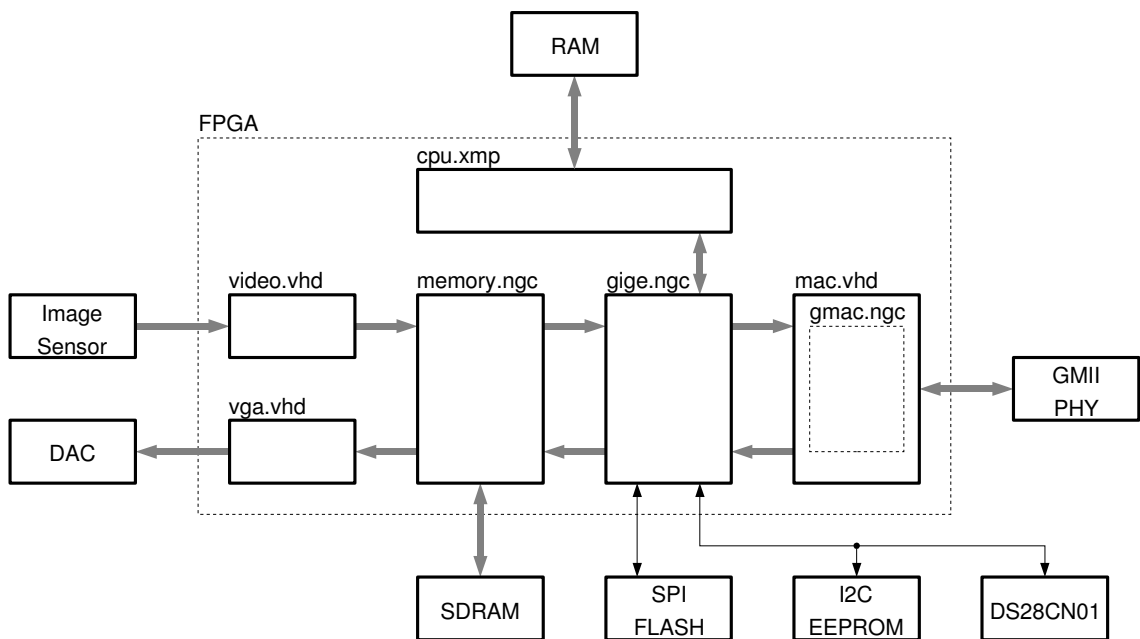 RAM
FPGA
cpu.xmp
video.vhd
memory.ngc
gige.ngc
mac.vhd
gmac.ngc
Image
Sensor
GMII
PHY
vga.vhd
DAC
SDRAM
SPI
FLASH
I2C
EEPROM
DS28CN01